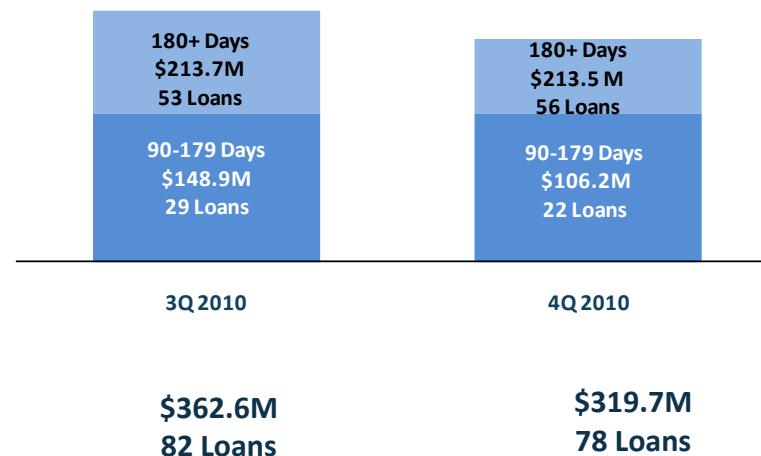 180+ Days
$213.7M
53 Loans
90-179 Days
$148.9M
29 Loans
180+ Days
$213.5 M
56 Loans
90-179 Days
$106.2M
22 Loans
3Q 2010
4Q 2010
$362.6M
82 Loans
$319.7M
78 Loans